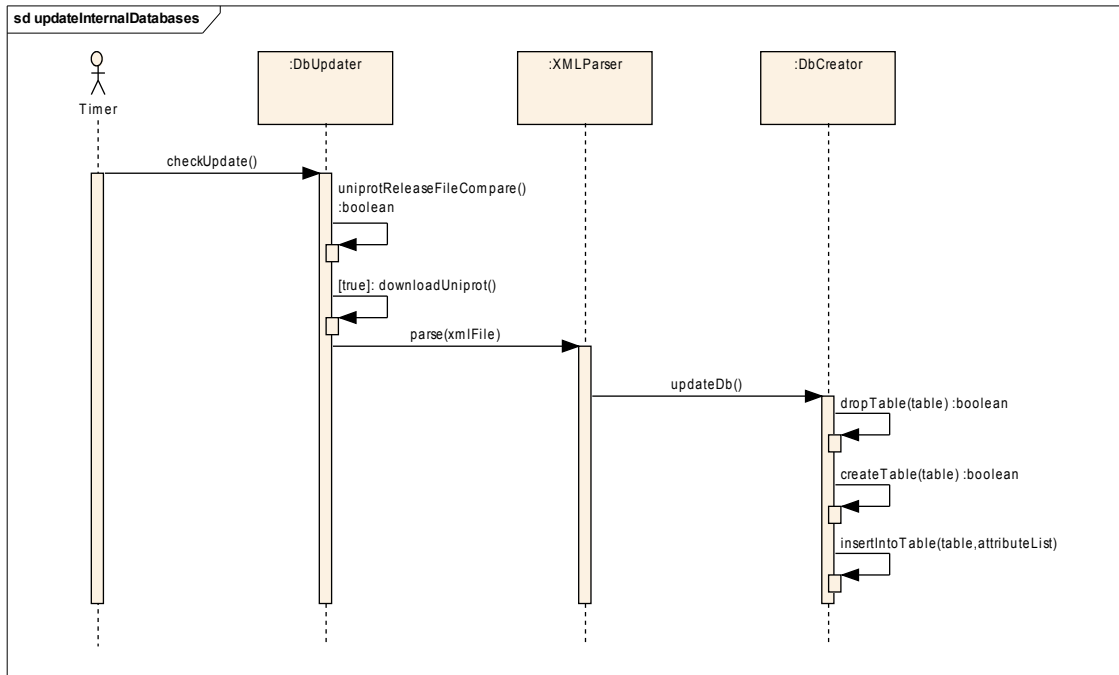 sd updateInternalDatabases
:DbUpdater
:XMLParser
:DbCreator
Timer
checkUpdate()
uniprotReleaseFileCompare()
:boolean
[true]: downloadUniprot()
parse(xmlFile)
updateDb()
dropTable(table) :boolean
createTable(table) :boolean
insertIntoTable(table,attributeList)